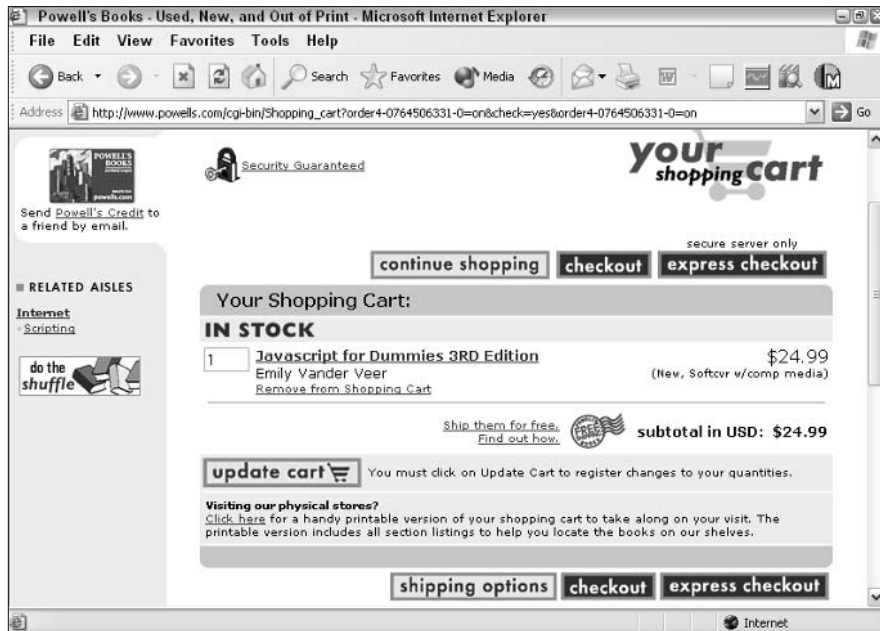 Powell's Books - Used, New, and Out of Print - Microsoft Internet Explorer
File Edit View Favorites Tools Help
Back Search Favorites Media
Address http://www.powells.com/cgi-bin/Shopping_cart?order4-0764506331-0=on&check=yes&order4-0764506331-0=on Go
POWELL'S
BOOKS
powells.com
Send Powell's Credit to
a friend by email.
Security Guaranteed
your
shopping cart
secure server only
continue shopping checkout express checkout
RELATED AISLES
Internet
Scripting
do the
shuffle
Your Shopping Cart:
IN STOCK
1 Javascript for Dummies 3RD Edition $24.99
Emily Vander Veer (New, Softcvr w/comp media)
Remove from Shopping Cart
Ship them for free.
Find out how.
FREE
subtotal in USD: $24.99
update cart You must click on Update Cart to register changes to your quantities.
Visiting our physical stores?
Click here for a handy printable version of your shopping cart to take along on your visit. The
printable version includes all section listings to help you locate the books on our shelves.
shipping options checkout express checkout
Internet